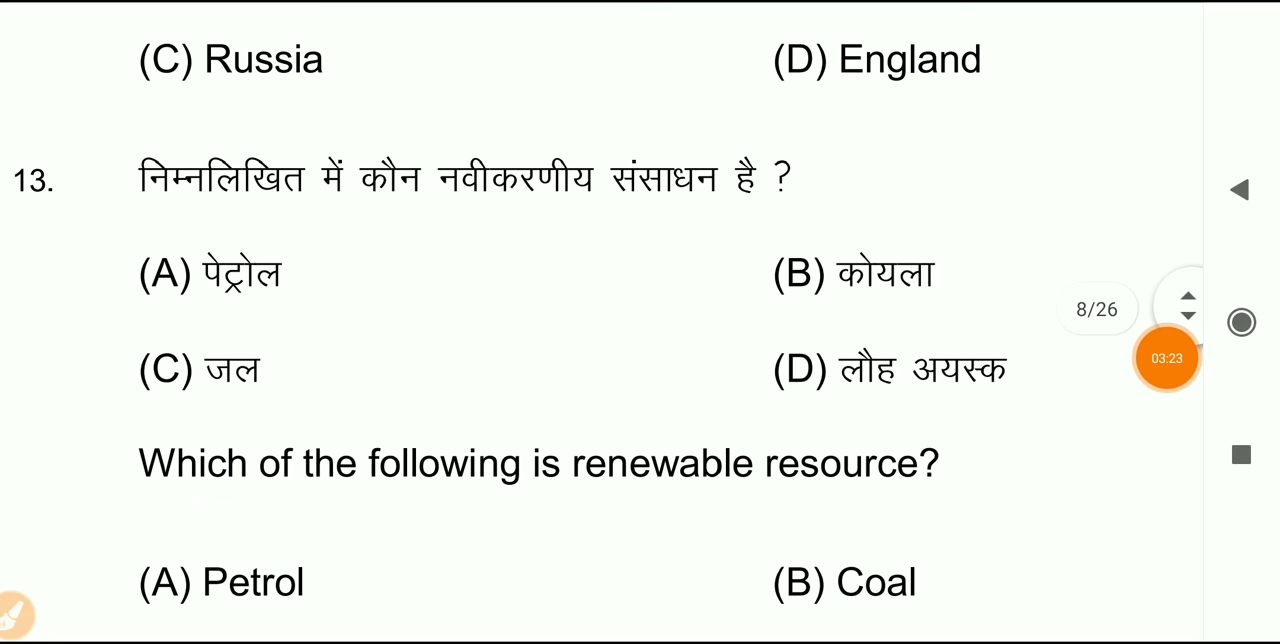 (C) Russia (D) England
13. निम्नलिखित में कौन नवीकरणीय संसाधन है ?
(A) पेट्रोल (B) कोयला
8/26
(C) जल (D) लौह अयस्क
03:23
Which of the following is renewable resource?
(A) Petrol (B) Coal